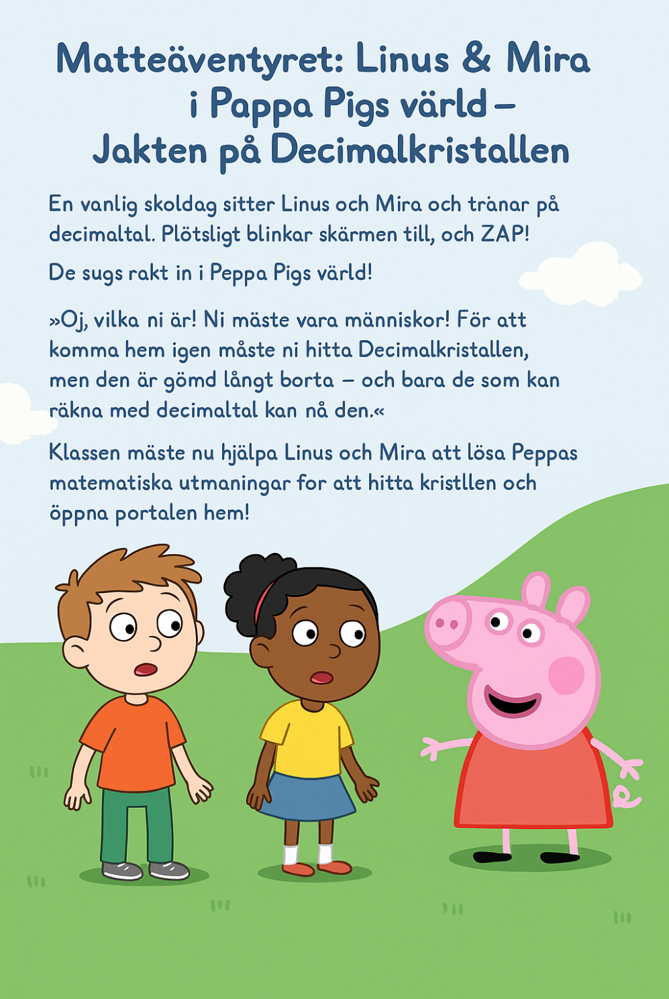 Matteäventyret: Linus & Mira
i Pappa Pigs värld –
Jakten på Decimalkristallen
En vanlig skoldag sitter Linus och Mira och trȧnar på
decimaltal. Plötsligt blinkar skärmen till, och ZAP!
De sugs rakt in i Peppa Pigs värld!
»Oj, vilka ni är! Ni mäste vara människor! För att
komma hem igen måste ni hitta Decimalkristallen,
men den är gömd långt borta – och bara de som kan
räkna med decimaltal kan nå den.«
Klassen mäste nu hjälpa Linus och Mira att lösa Peppas
matematiska utmaningar for att hitta kristllen och
öppna portalen hem!